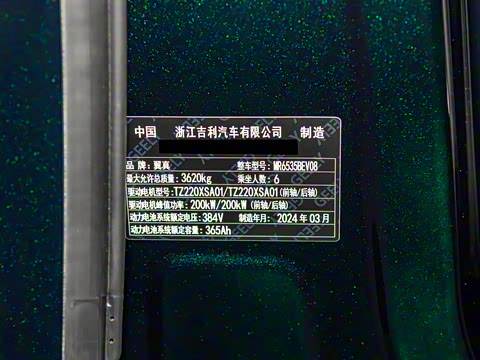 中国 浙江吉利汽车有限公司 制造
品 牌：翼真 整车型号：MR6535BEV08
最大允许总质量：3620kg 乘坐人数：6
驱动电机型号：TZ220XSA01/TZ220XSA01(前轴/后轴)
驱动电机峰值功率：200kW/200kW(前轴/后轴)
动力电池系统额定电压：384V 制造年月：2024年03月
动力电池系统额定容量：365Ah